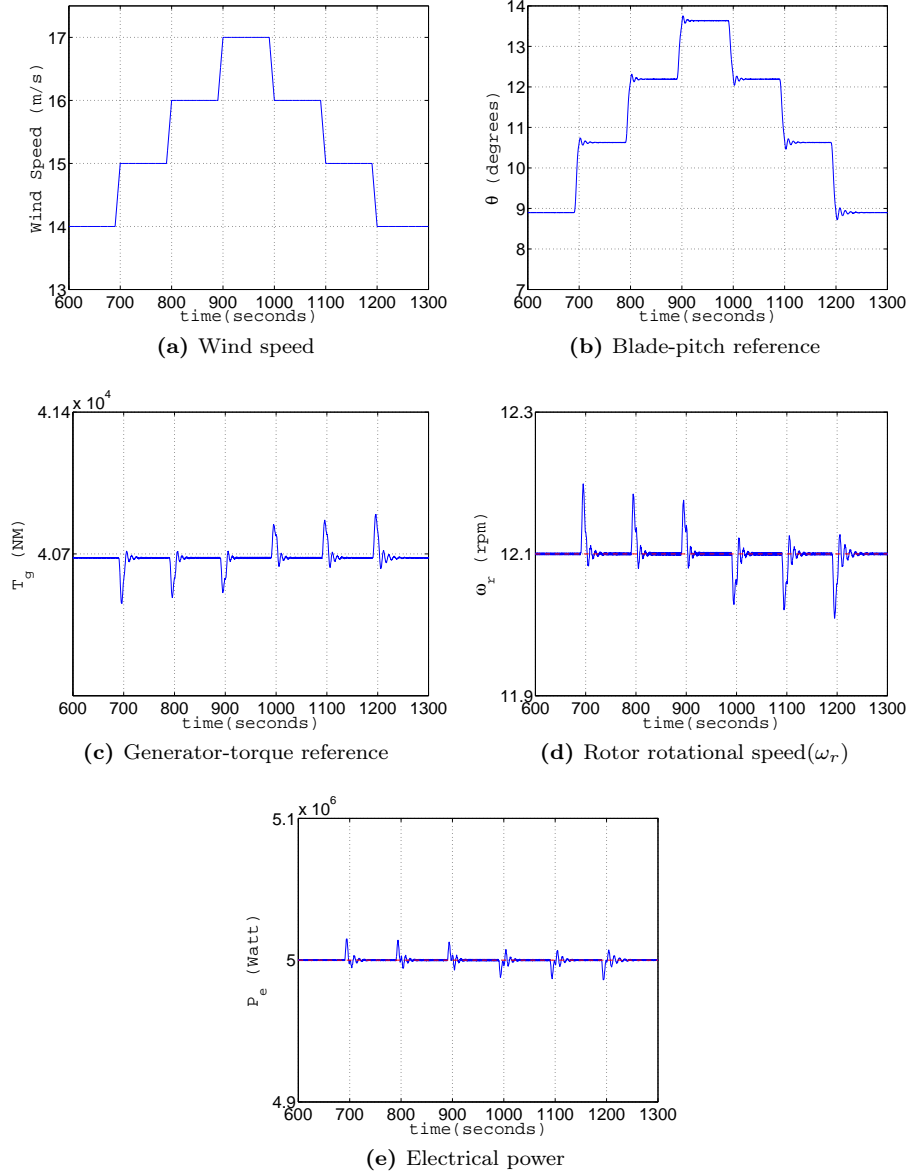 17
16
15
14
13
Wind Speed (m/s)
600 700 800 900 1000 1100 1200 1300
time(seconds)
(a) Wind speed
14
13
12
11
10
9
8
7
θ (degrees)
600 700 800 900 1000 1100 1200 1300
time(seconds)
(b) Blade-pitch reference
x 10^4
4.14
4.07
T_g (NM)
600 700 800 900 1000 1100 1200 1300
time(seconds)
(c) Generator-torque reference
12.3
12.1
11.9
ω_r (rpm)
600 700 800 900 1000 1100 1200 1300
time(seconds)
(d) Rotor rotational speed(ω_r)
x 10^6
5.1
5
4.9
P_e (Watt)
600 700 800 900 1000 1100 1200 1300
time(seconds)
(e) Electrical power